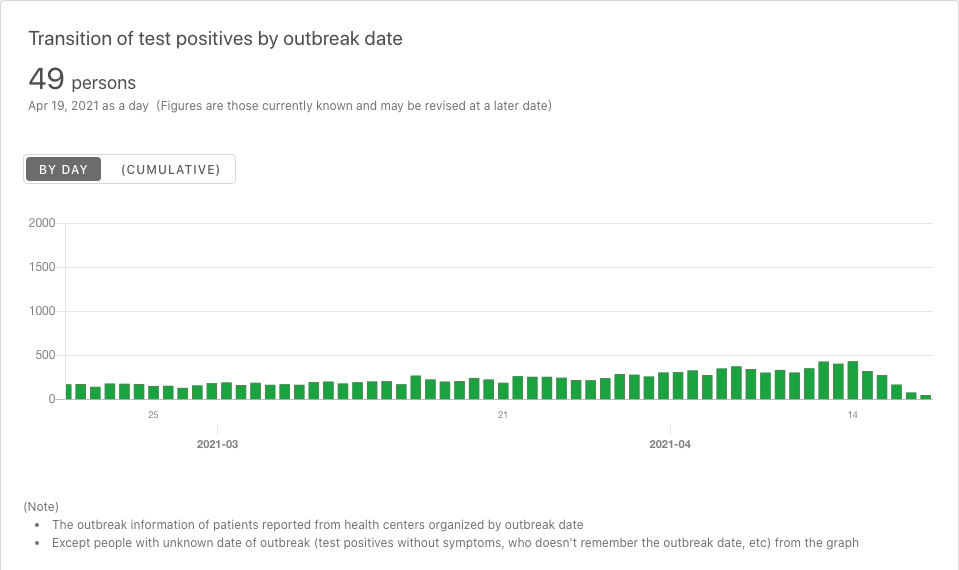 Transition of test positives by outbreak date
49 persons
Apr 19, 2021 as a day (Figures are those currently known and may be revised at a later date)
BY DAY (CUMULATIVE)
2000
1500
1000
500
0
25 21 14
2021-03 2021-04
(Note)
• The outbreak information of patients reported from health centers organized by outbreak date
• Except people with unknown date of outbreak (test positives without symptoms, who doesn't remember the outbreak date, etc) from the graph